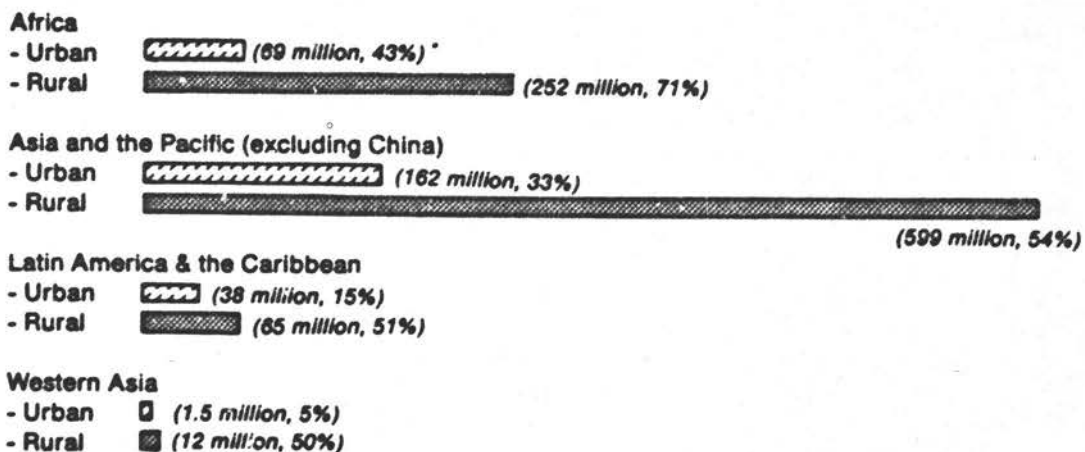 Africa
- Urban (69 million, 43%) *
- Rural (252 million, 71%)
Asia and the Pacific (excluding China)
- Urban (162 million, 33%)
- Rural
(599 million, 54%)
Latin America & the Caribbean
- Urban (38 million, 15%)
- Rural (65 million, 51%)
Western Asia
- Urban (1.5 million, 5%)
- Rural (12 million, 50%)